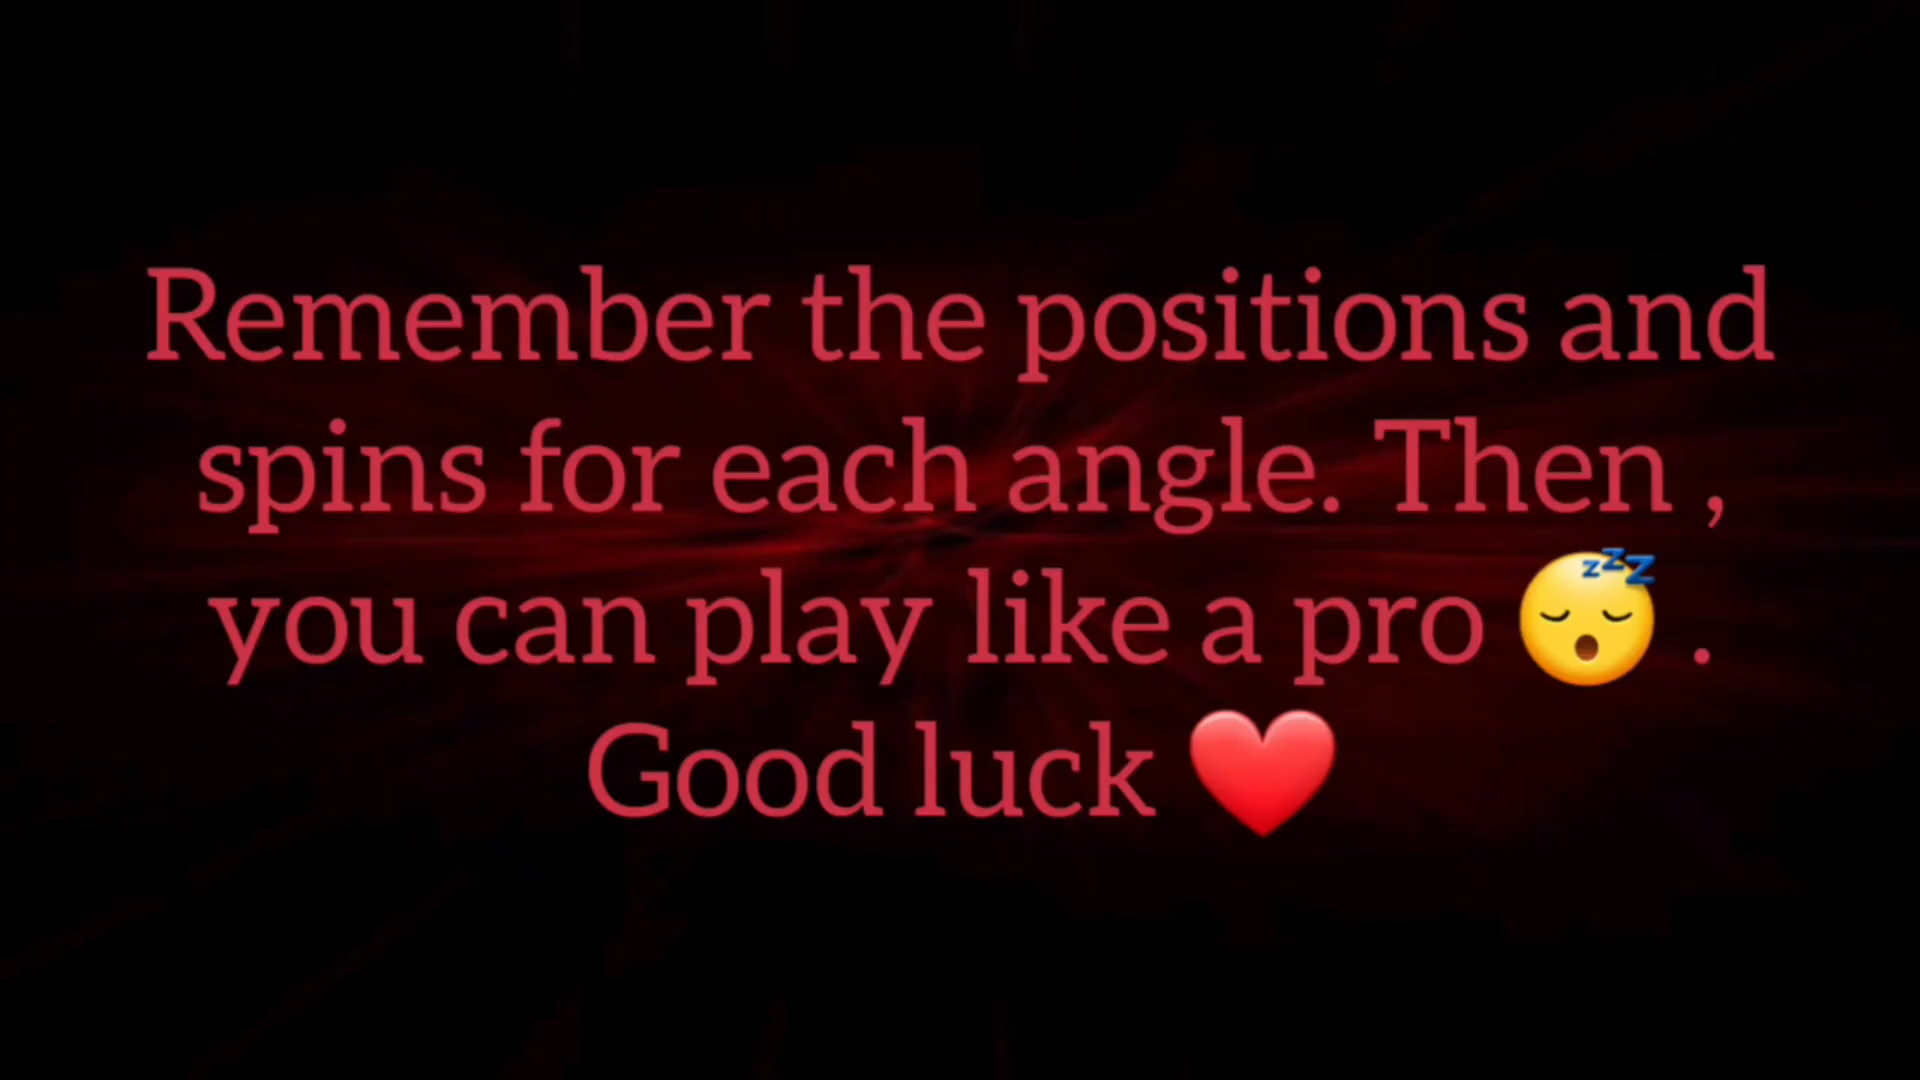 Remember the positions and
spins for each angle. Then ,
you can play like a pro 😴 .
Good luck ❤️